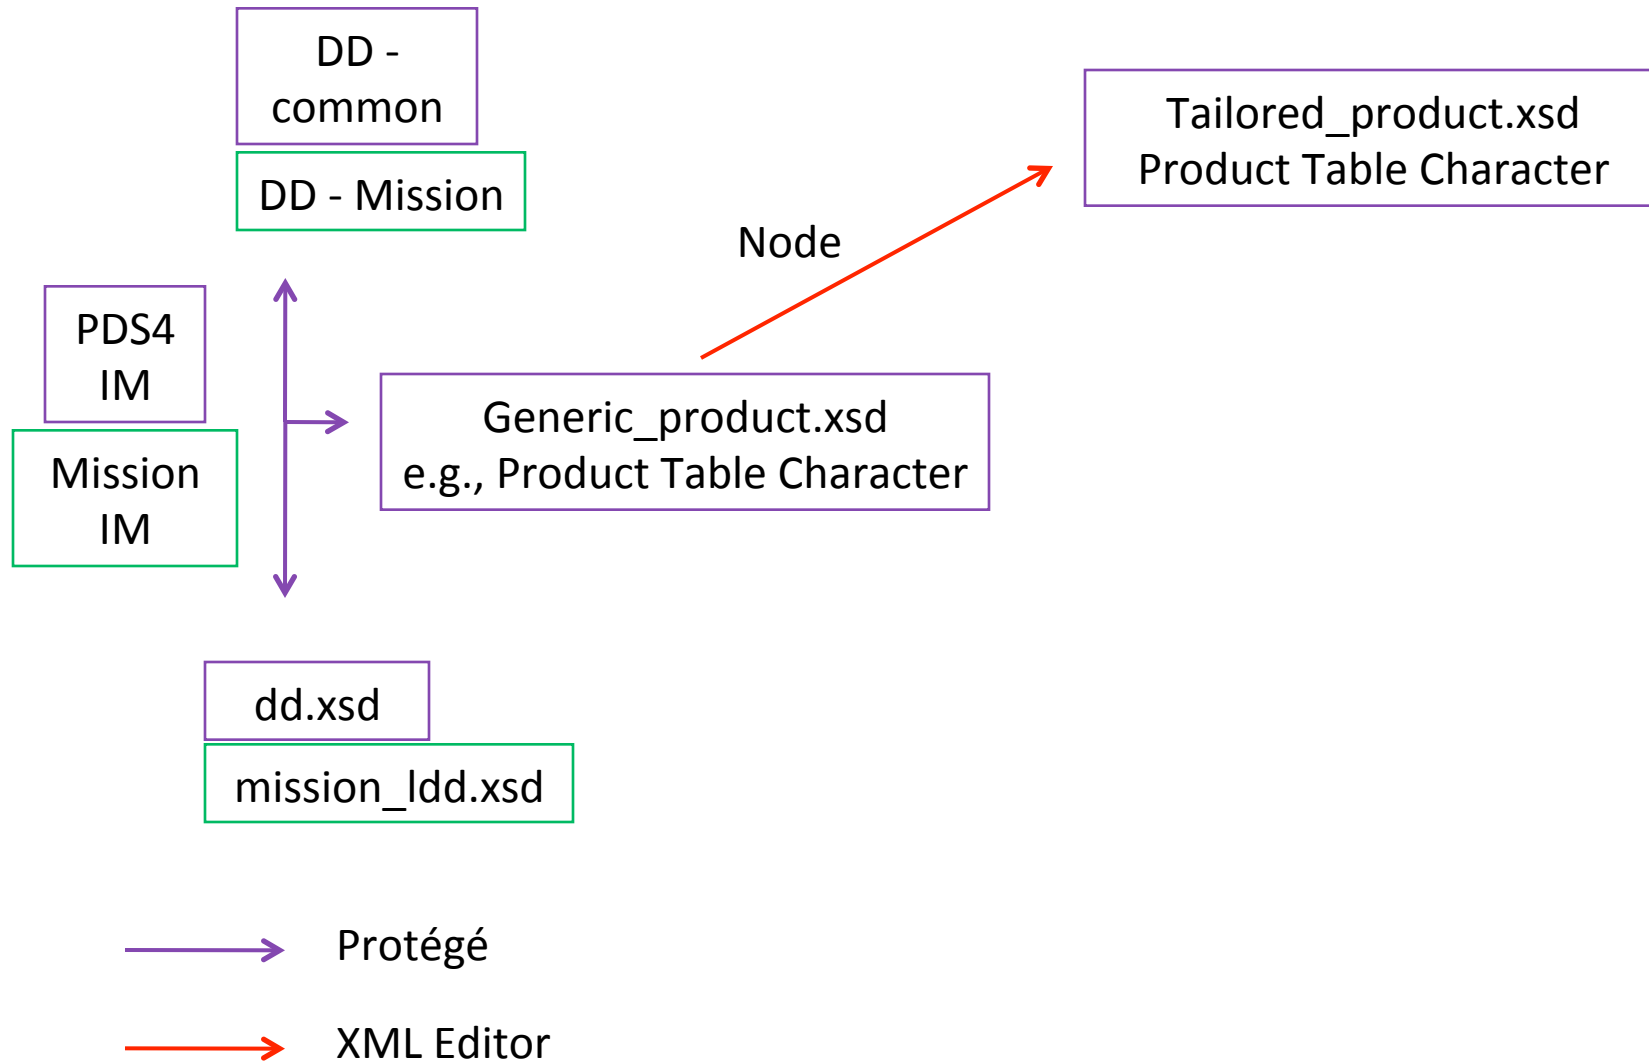 DD -
common
DD - Mission
Tailored_product.xsd
Product Table Character
Node
PDS4
IM
Mission
IM
Generic_product.xsd
e.g., Product Table Character
dd.xsd
mission_ldd.xsd
Protégé
XML Editor